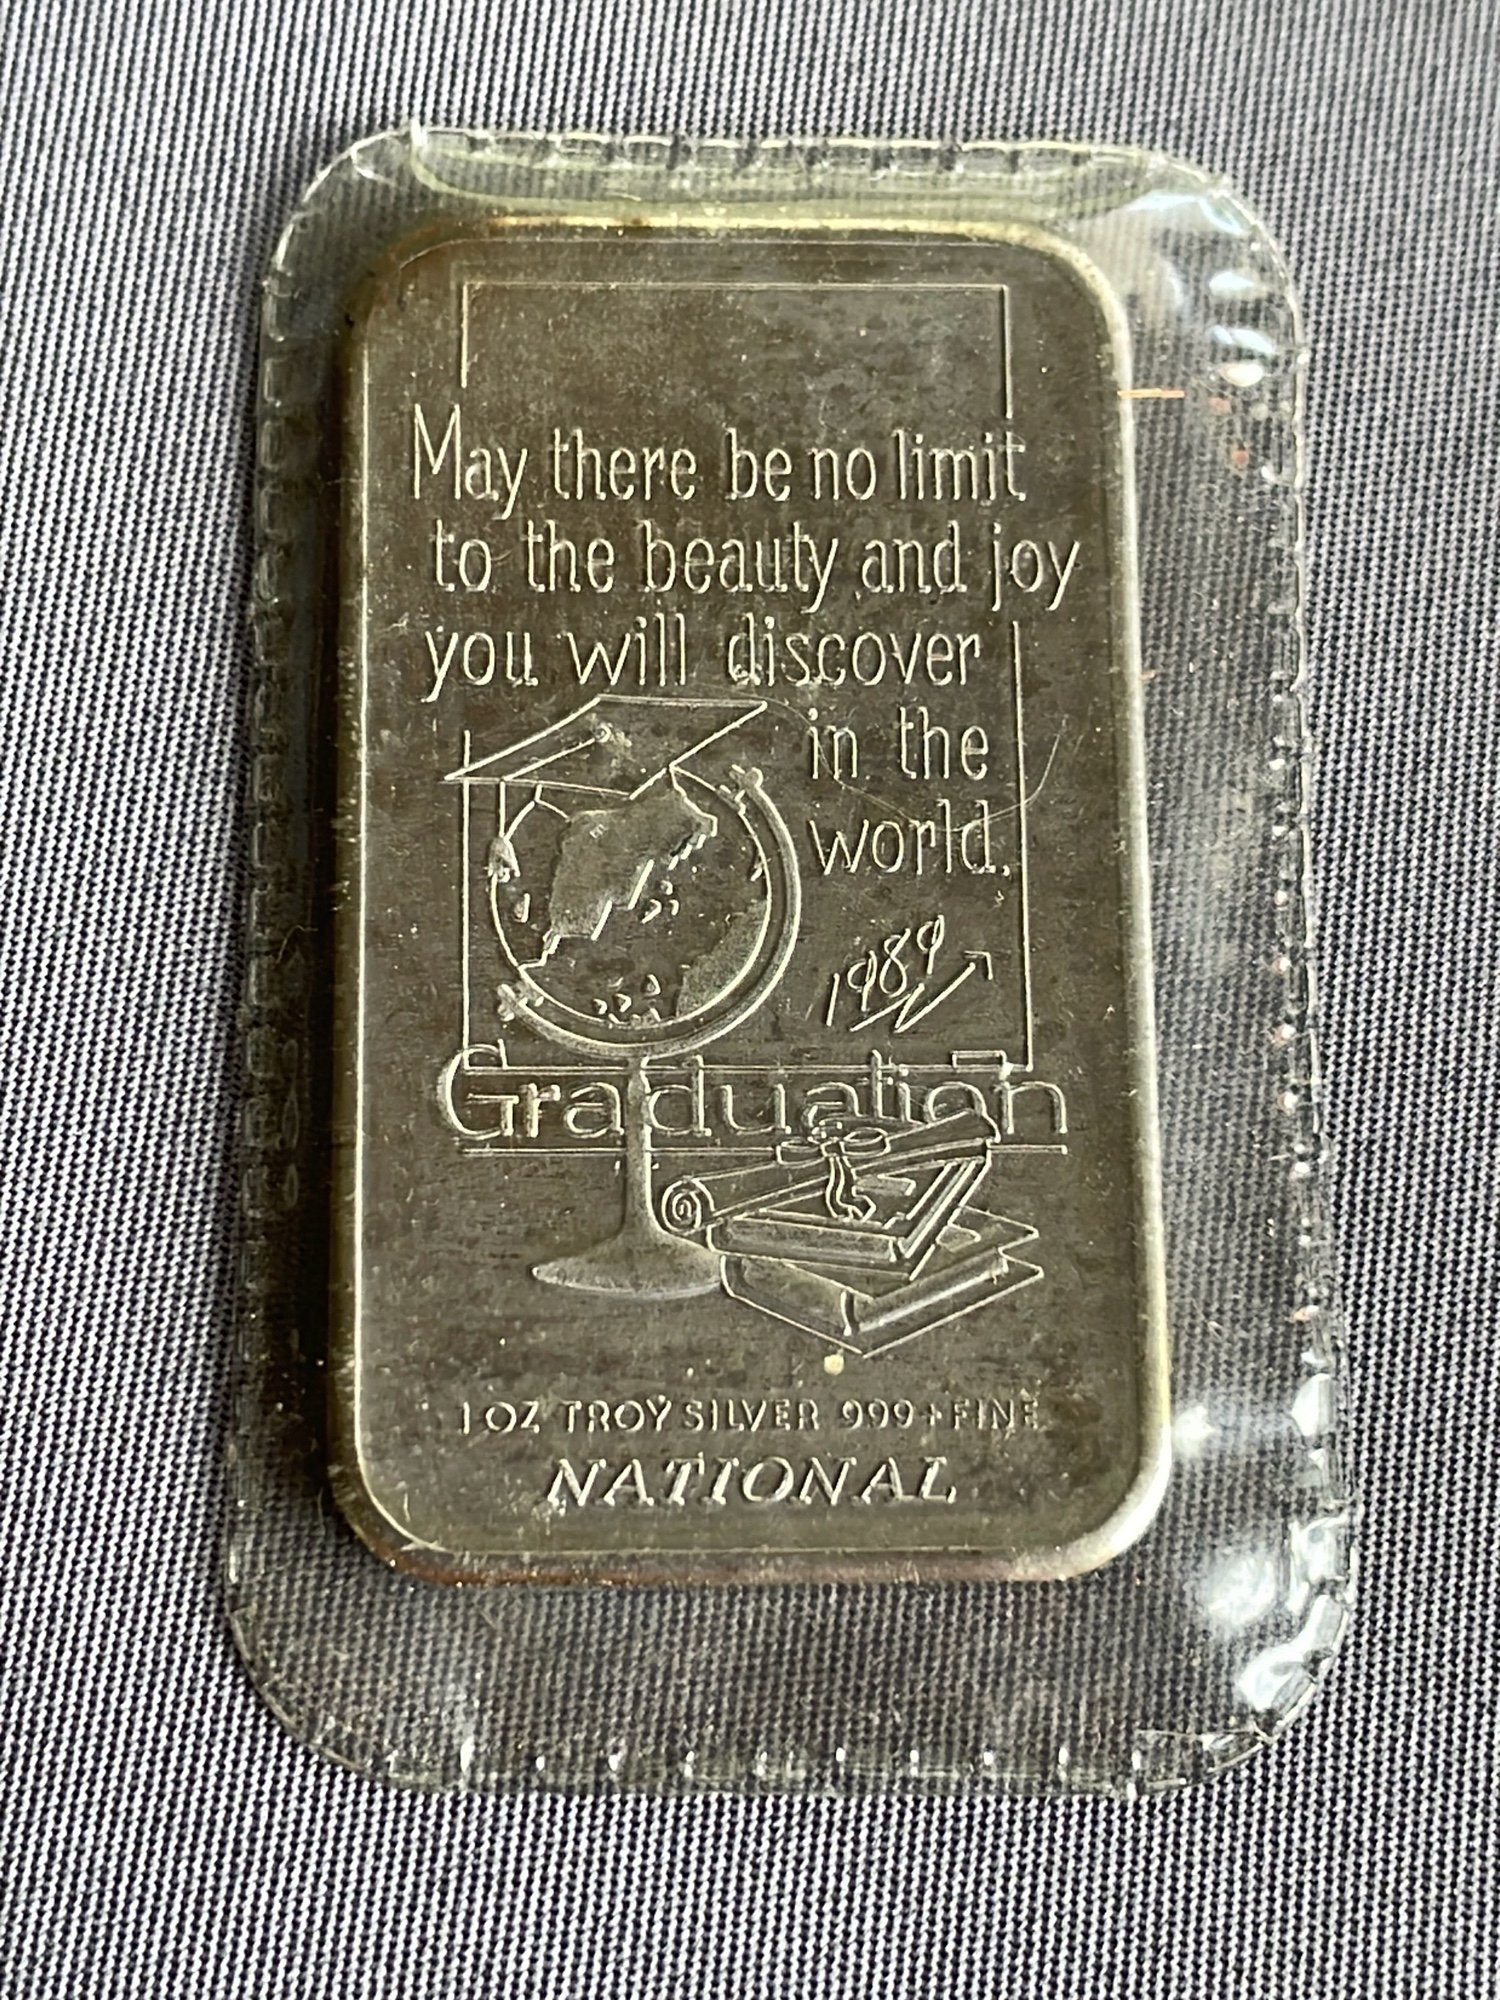 May there be no limit
to the beauty and joy
you will discover
in the
world.
1989
Graduation
1 OZ TROY SILVER 999+FINE
NATIONAL